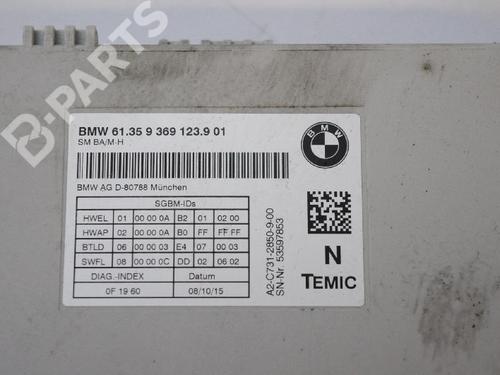 BMW 61.35 9 369 123.9 01
SM BA/M-H
BMW
BMW AG D-80788 München
SGBM-IDs
HWEL 01 00 00 0A B2 01 02 00
HWAP 02 00 00 0A B0 FF FF FF
BTLD 06 00 00 03 E4 07 00 03
SWFL 08 00 00 0C DD 02 06 02
DIAG.-INDEX Datum
0F 19 60 08/10/15
A2-C731-2850-9-00
SN-Nr. 53597853
N
TEMIC
B-PARTS